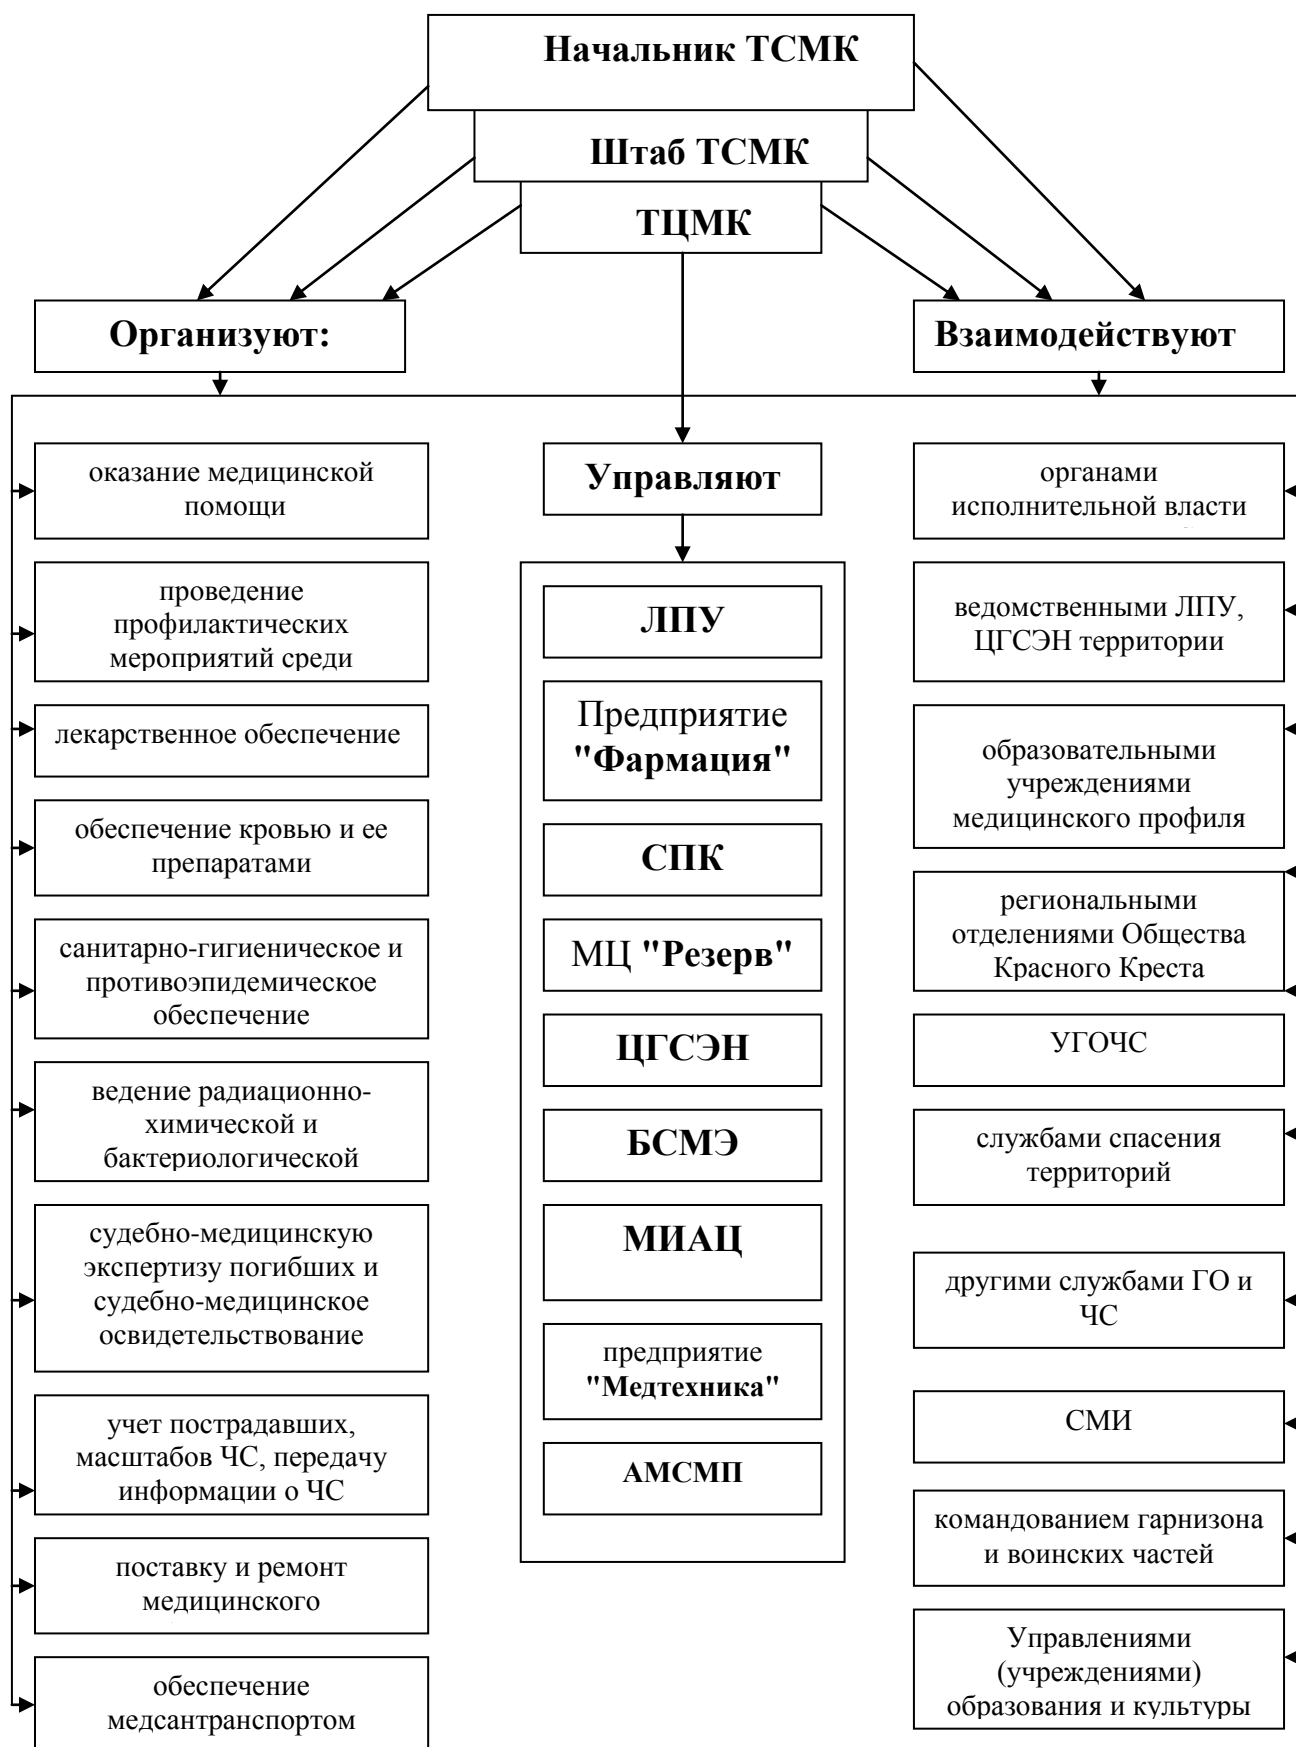 Начальник ТСМК
Штаб ТСМК
ТЦМК
Организуют:
оказание медицинской
помощи
проведение
профилактических
мероприятий среди
лекарственное обеспечение
обеспечение кровью и ее
препаратами
санитарно-гигиеническое и
противоэпидемическое
обеспечение
ведение радиационно-
химической и
бактериологической
судебно-медицинскую
экспертизу погибших и
судебно-медицинское
освидетельствование
учет пострадавших,
масштабов ЧС, передачу
информации о ЧС
поставку и ремонт
медицинского
обеспечение
медсантранспортом
Управляют
ЛПУ
Предприятие
"Фармация"
СПК
МЦ "Резерв"
ЦГСЭН
БСМЭ
МИАЦ
предприятие
"Медтехника"
АМСМП
Взаимодействуют
органами
исполнительной власти
ведомственными ЛПУ,
ЦГСЭН территории
образовательными
учреждениями
медицинского профиля
региональными
отделениями Общества
Красного Креста
УГОЧС
службами спасения
территорий
другими службами ГО и
ЧС
СМИ
командованием гарнизона
и воинских частей
Управлениями
(учреждениями)
образования и культуры